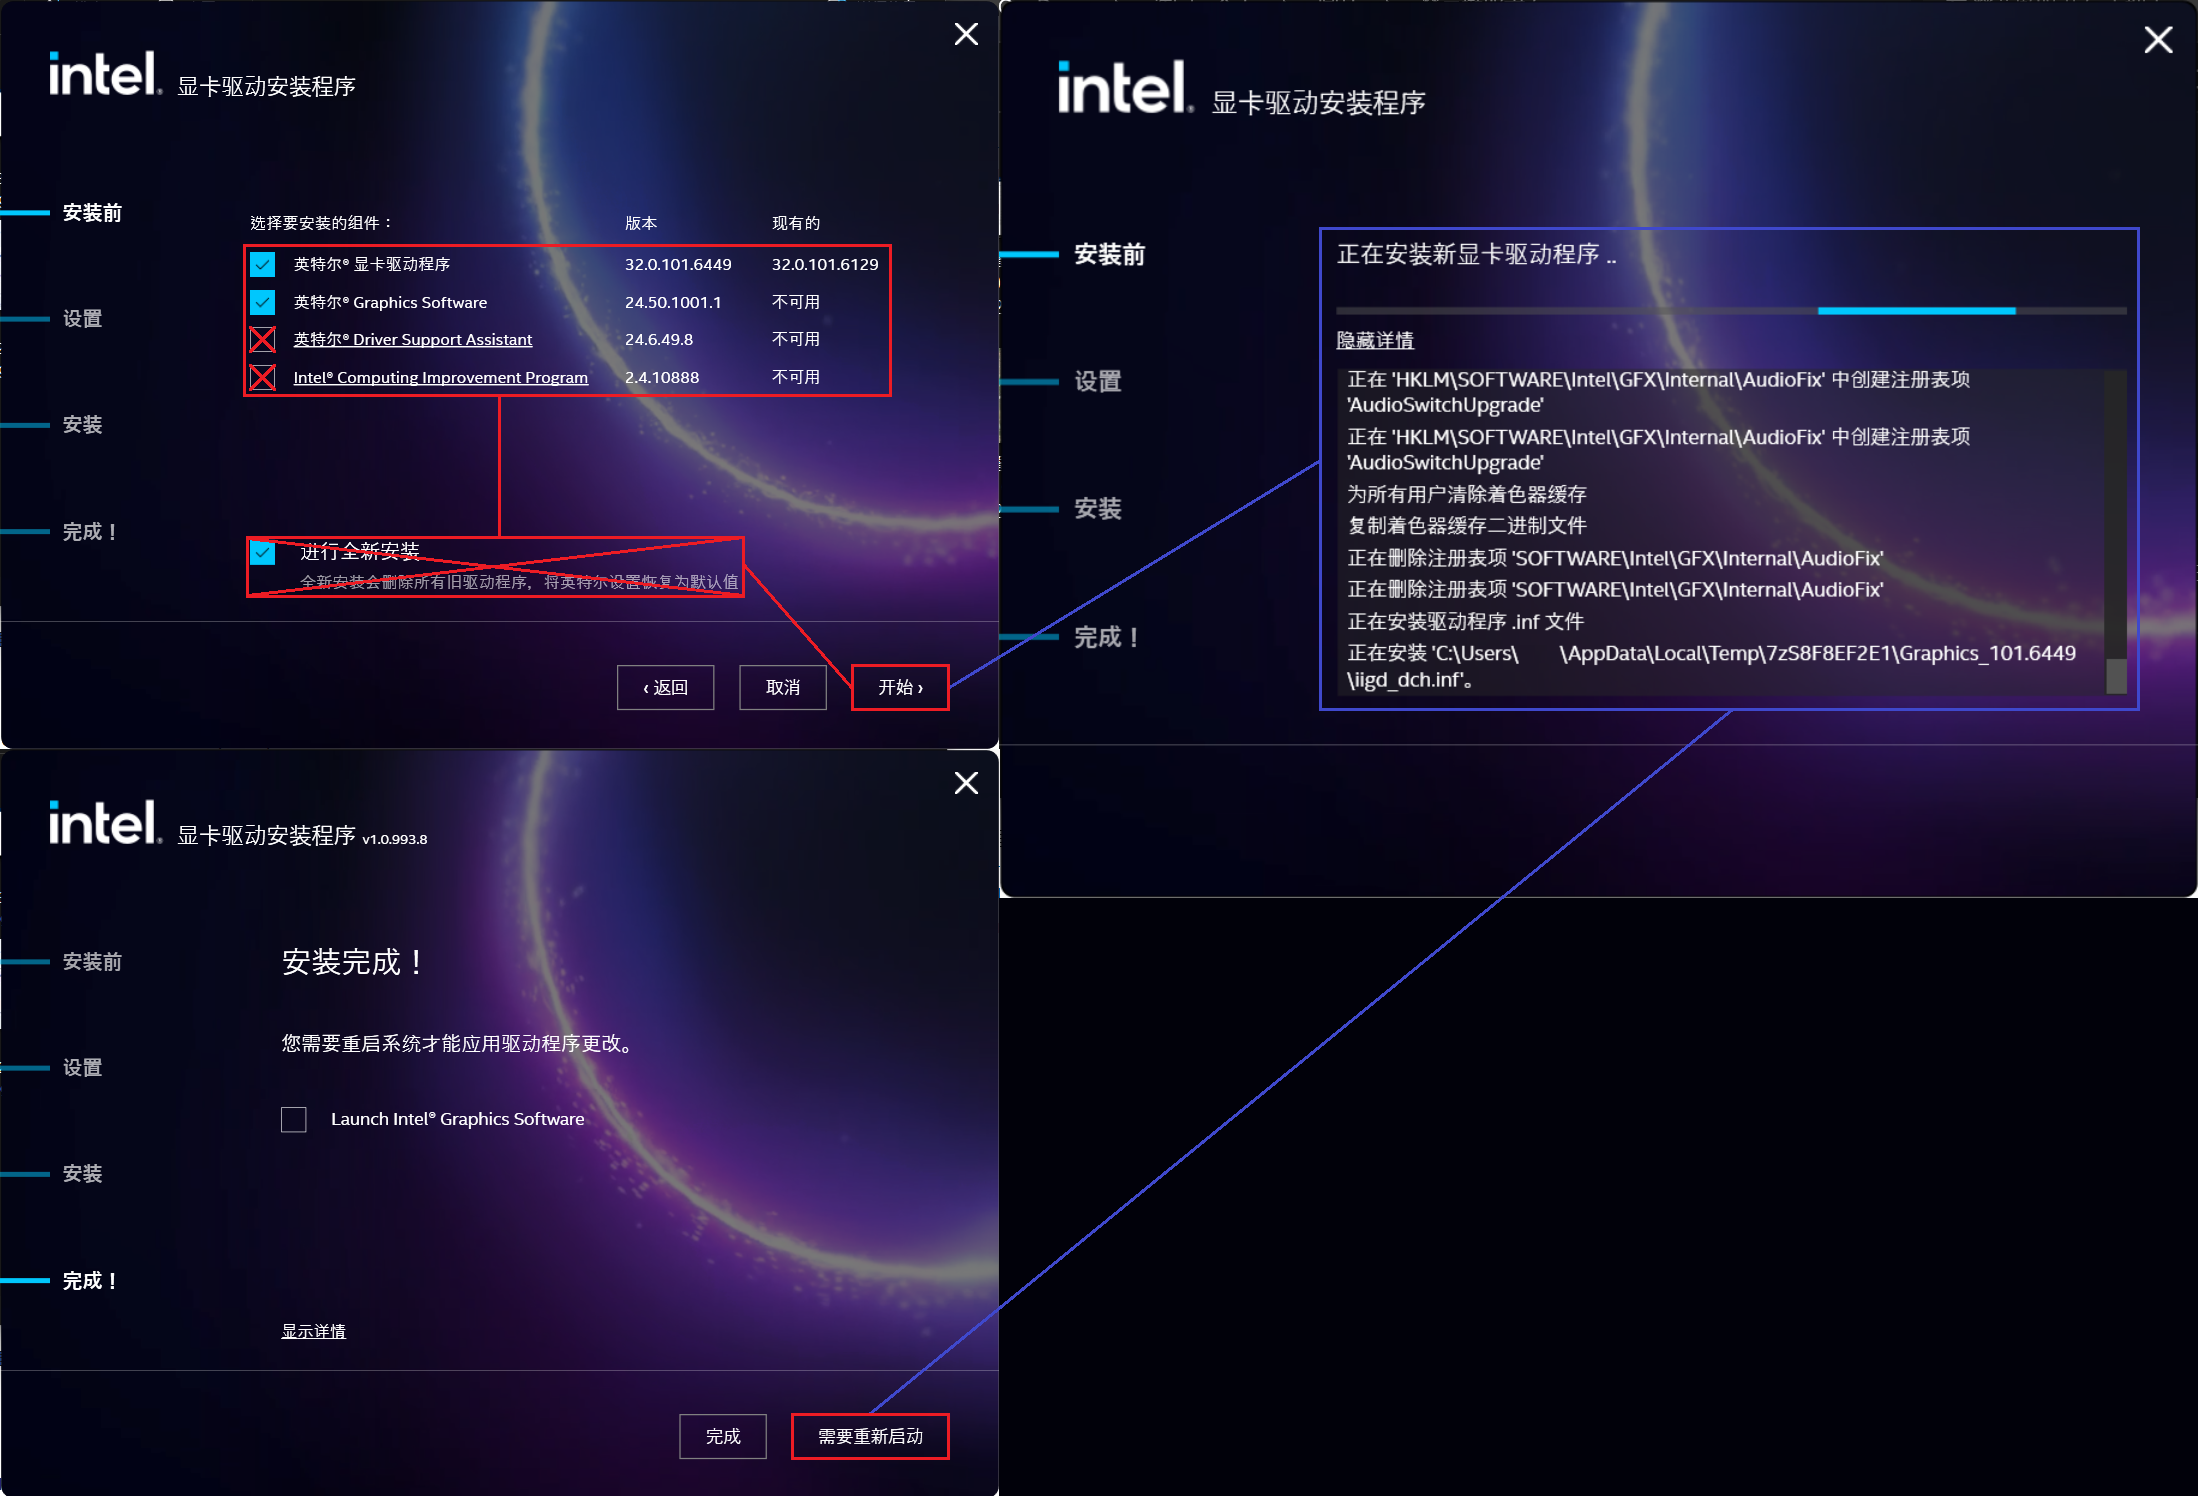 intel. 显卡驱动安装程序
安装前
设置
安装
完成！
选择要安装的组件： 版本 现有的
英特尔® 显卡驱动程序 32.0.101.6449 32.0.101.6129
英特尔® Graphics Software 24.50.1001.1 不可用
英特尔® Driver Support Assistant 24.6.49.8 不可用
Intel® Computing Improvement Program 2.4.10888 不可用
进行全新安装
全新安装会删除所有旧驱动程序，将英特尔设置恢复为默认值
‹ 返回 取消 开始 ›
intel. 显卡驱动安装程序
安装前
设置
安装
完成！
正在安装新显卡驱动程序 ..
隐藏详情
正在 'HKLM\SOFTWARE\Intel\GFX\Internal\AudioFix' 中创建注册表项
'AudioSwitchUpgrade'
正在 'HKLM\SOFTWARE\Intel\GFX\Internal\AudioFix' 中创建注册表项
'AudioSwitchUpgrade'
为所有用户清除着色器缓存
复制着色器缓存二进制文件
正在删除注册表项 'SOFTWARE\Intel\GFX\Internal\AudioFix'
正在删除注册表项 'SOFTWARE\Intel\GFX\Internal\AudioFix'
正在安装驱动程序 .inf 文件
正在安装 'C:\Users\ \AppData\Local\Temp\7zS8F8EF2E1\Graphics_101.6449
\iigd_dch.inf'。
intel. 显卡驱动安装程序 v1.0.993.8
安装前
设置
安装
完成！
安装完成！
您需要重启系统才能应用驱动程序更改。
Launch Intel® Graphics Software
显示详情
完成 需要重新启动